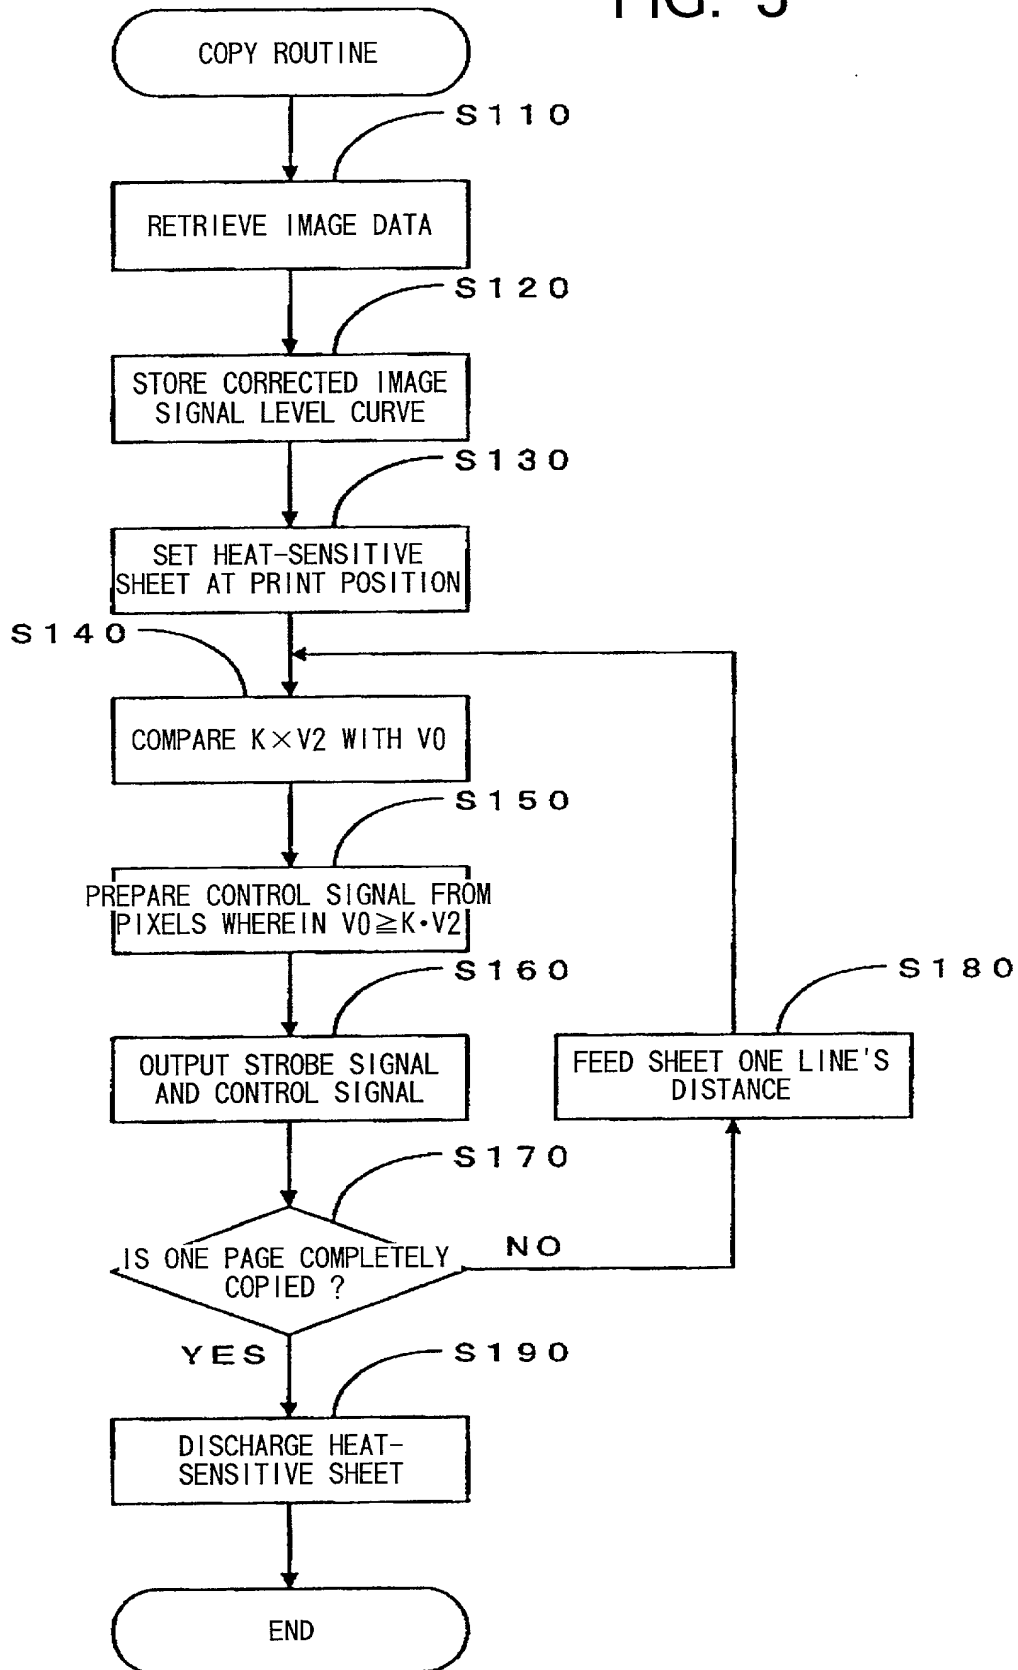 COPY ROUTINE
S110
RETRIEVE IMAGE DATA
S120
STORE CORRECTED IMAGE
SIGNAL LEVEL CURVE
S130
SET HEAT-SENSITIVE
SHEET AT PRINT POSITION
S140
COMPARE K×V2 WITH V0
S150
PREPARE CONTROL SIGNAL FROM
PIXELS WHEREIN V0≧K·V2
S160
OUTPUT STROBE SIGNAL
AND CONTROL SIGNAL
S180
FEED SHEET ONE LINE'S
DISTANCE
S170
IS ONE PAGE COMPLETELY
COPIED ?
NO
YES
S190
DISCHARGE HEAT-
SENSITIVE SHEET
END